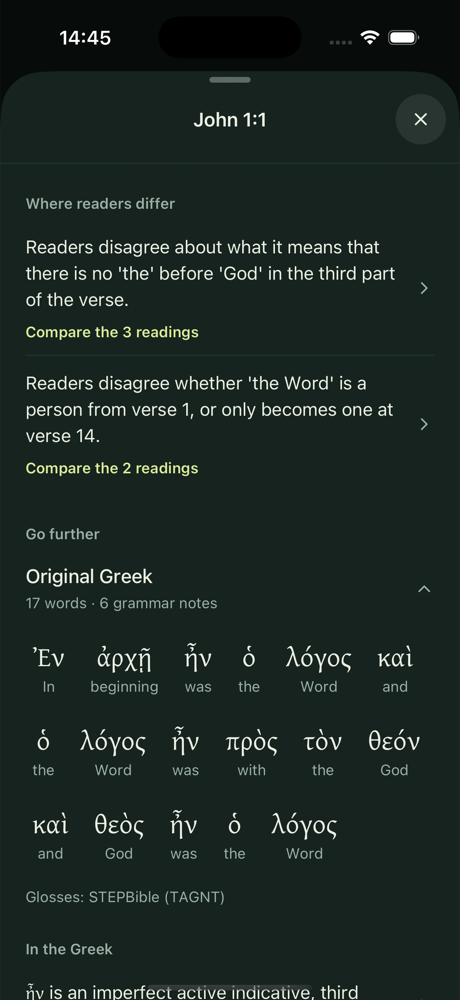 14:45
John 1:1
Where readers differ
Readers disagree about what it means that
there is no 'the' before 'God' in the third part
of the verse.
Compare the 3 readings
Readers disagree whether 'the Word' is a
person from verse 1, or only becomes one at
verse 14.
Compare the 2 readings
Go further
Original Greek
17 words · 6 grammar notes
Ἐν ἀρχῇ ἦν ὁ λόγος καὶ
In beginning was the Word and
ὁ λόγος ἦν πρὸς τὸν θεόν
the Word was with the God
καὶ θεὸς ἦν ὁ λόγος
and God was the Word
Glosses: STEPBible (TAGNT)
In the Greek
ἦν is an imperfect active indicative, third